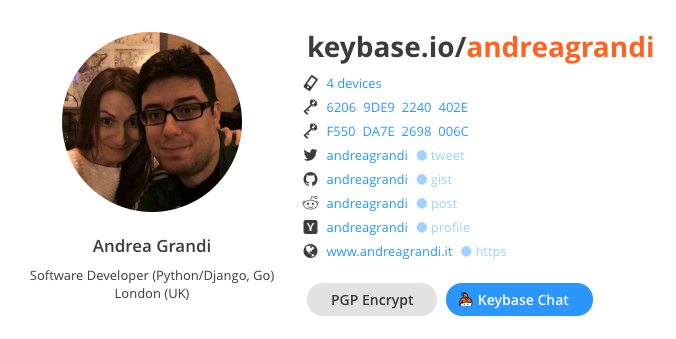 keybase.io/andreagrandi
4 devices
6206 9DE9 2240 402E
F550 DA7E 2698 006C
andreagrandi tweet
andreagrandi gist
andreagrandi post
andreagrandi profile
www.andreagrandi.it https
Andrea Grandi
Software Developer (Python/Django, Go)
London (UK)
PGP Encrypt
Keybase Chat